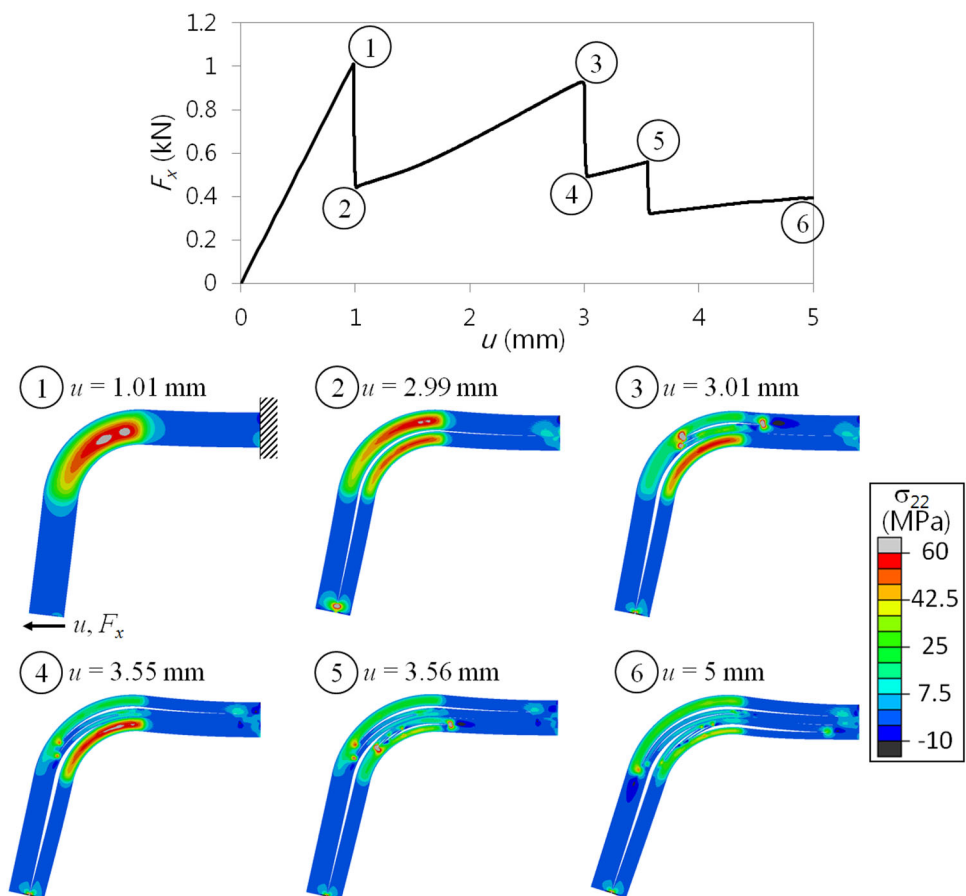 1.2
1
0.8
0.6
0.4
0.2
0
Fx (kN)
1
2
3
4
5
6
0 1 2 3 4 5
u (mm)
1 u = 1.01 mm
2 u = 2.99 mm
3 u = 3.01 mm
u, Fx
4 u = 3.55 mm
5 u = 3.56 mm
6 u = 5 mm
σ22
(MPa)
60
42.5
25
7.5
-10